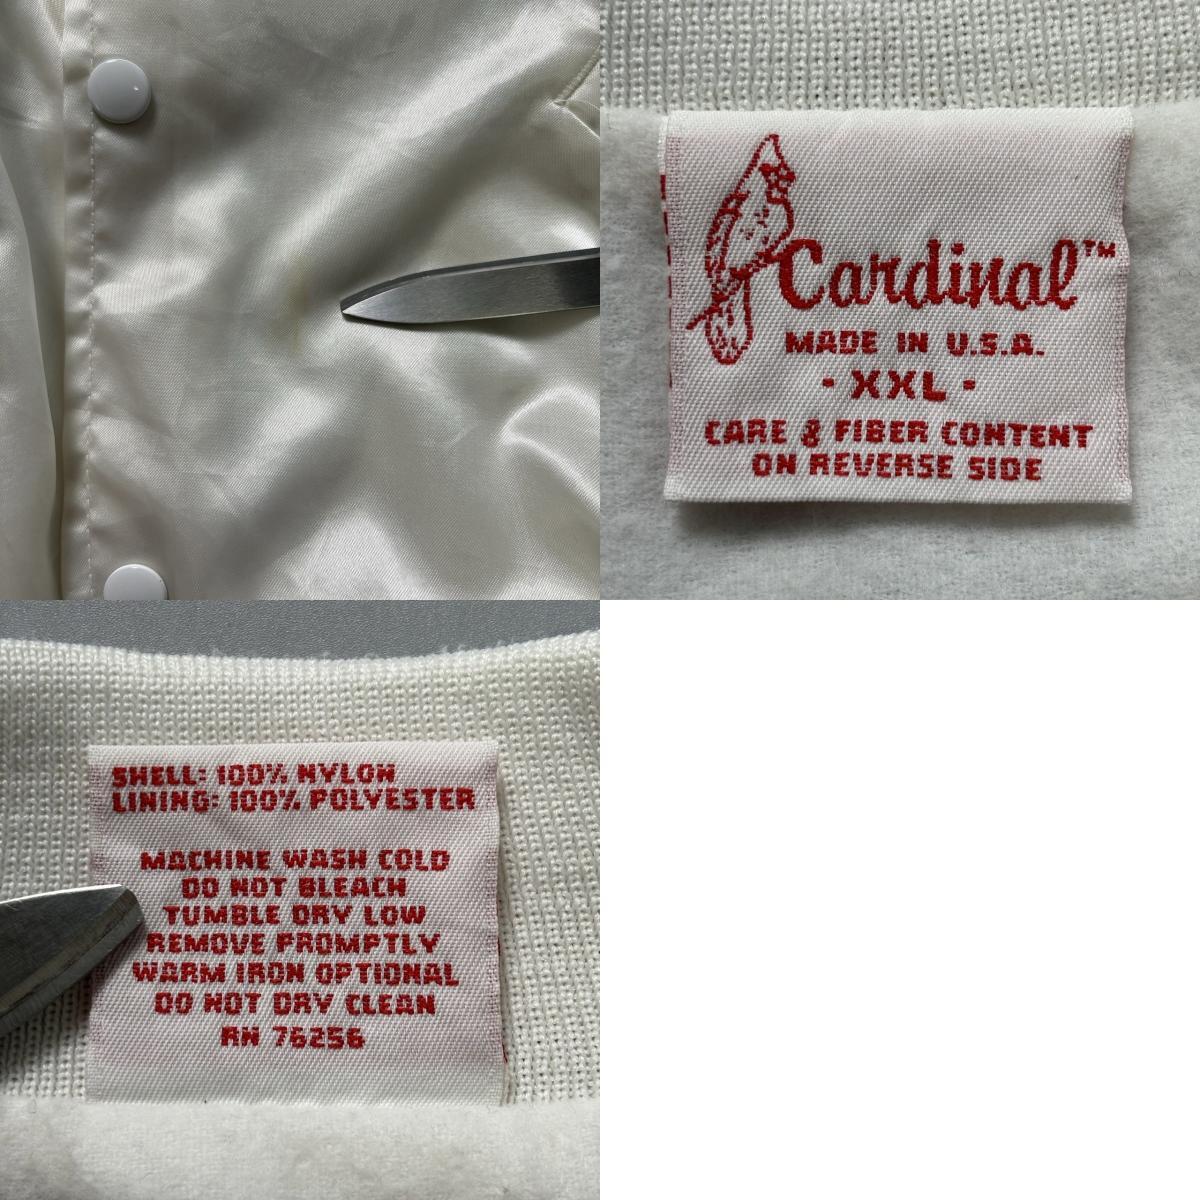 Cardinal™
MADE IN U.S.A.
- XXL -
CARE & FIBER CONTENT
ON REVERSE SIDE
SHELL: 100% NYLON
LINING: 100% POLYESTER
MACHINE WASH COLD
DO NOT BLEACH
TUMBLE DRY LOW
REMOVE PROMPTLY
WARM IRON OPTIONAL
DO NOT DRY CLEAN
RN 76256